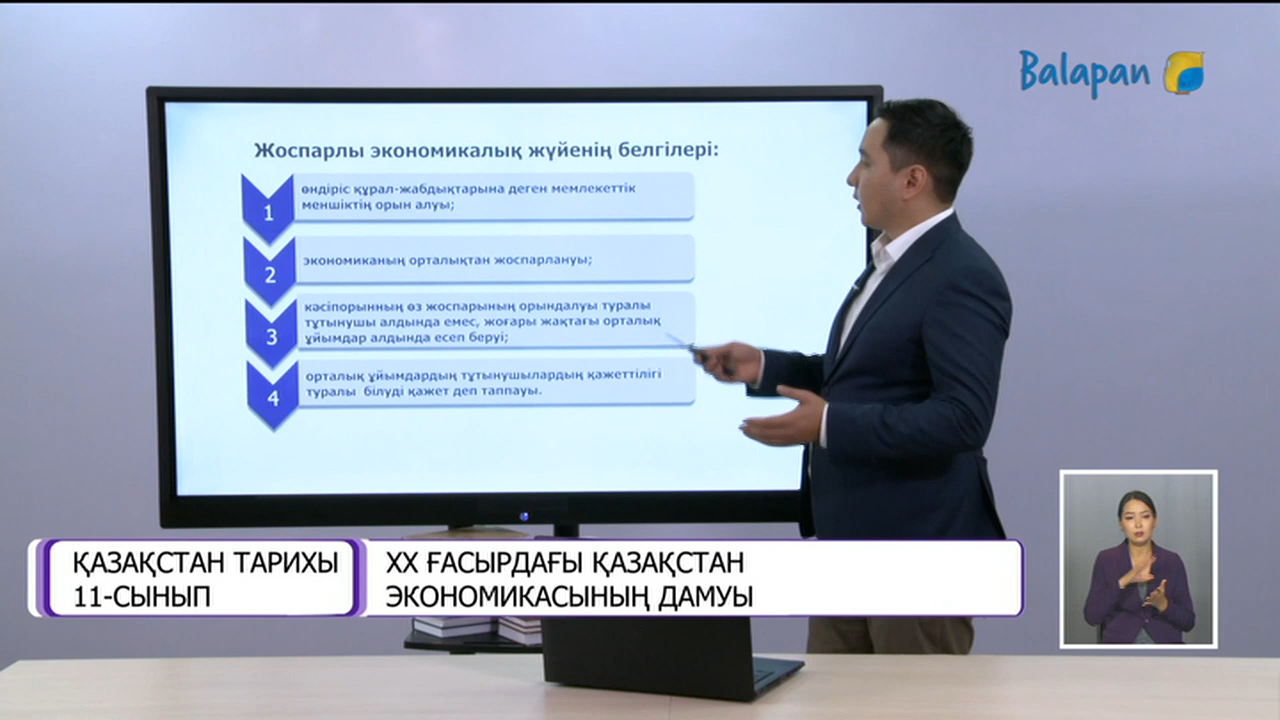 Balapan
Жоспарлы экономикалық жүйенің белгілері:
1
өндіріс құрал-жабдықтарына деген мемлекеттік
меншіктің орын алуы;
2
экономиканың орталықтан жоспарлануы;
3
кәсіпорынның өз жоспарының орындалуы туралы
тұтынушы алдында емес, жоғары жақтағы орталық
ұйымдар алдында есеп беруі;
4
орталық ұйымдардың тұтынушылардың қажеттілігі
туралы білуді қажет деп таппауы.
ҚАЗАҚСТАН ТАРИХЫ
11-СЫНЫП
ХХ ҒАСЫРДАҒЫ ҚАЗАҚСТАН
ЭКОНОМИКАСЫНЫҢ ДАМУЫ